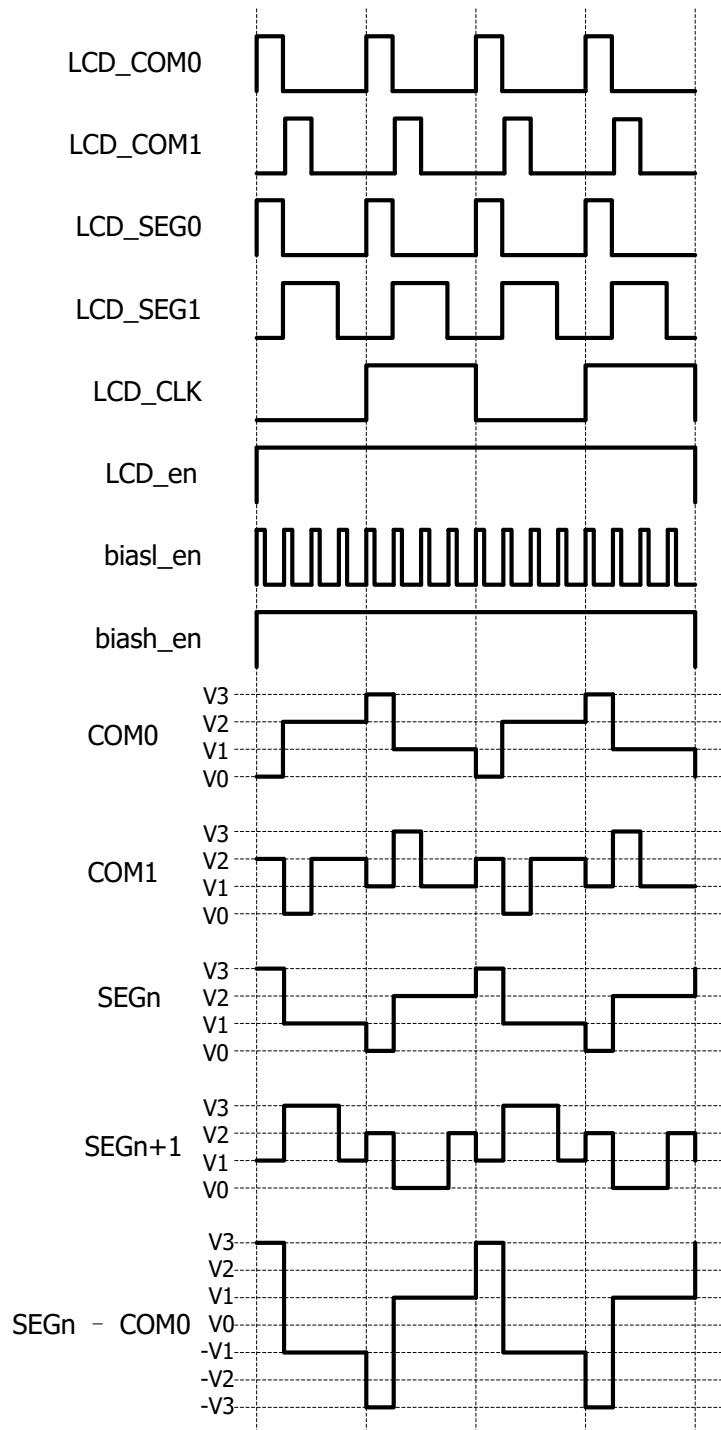 LCD_COM0
LCD_COM1
LCD_SEG0
LCD_SEG1
LCD_CLK
LCD_en
biasl_en
biash_en
V3
V2
COM0
V1
V0
V3
V2
COM1
V1
V0
V3
SEGn
V2
V1
V0
V3
V2
SEGn+1
V1
V0
V3
V2
V1
SEGn - COM0 V0
-V1
-V2
-V3